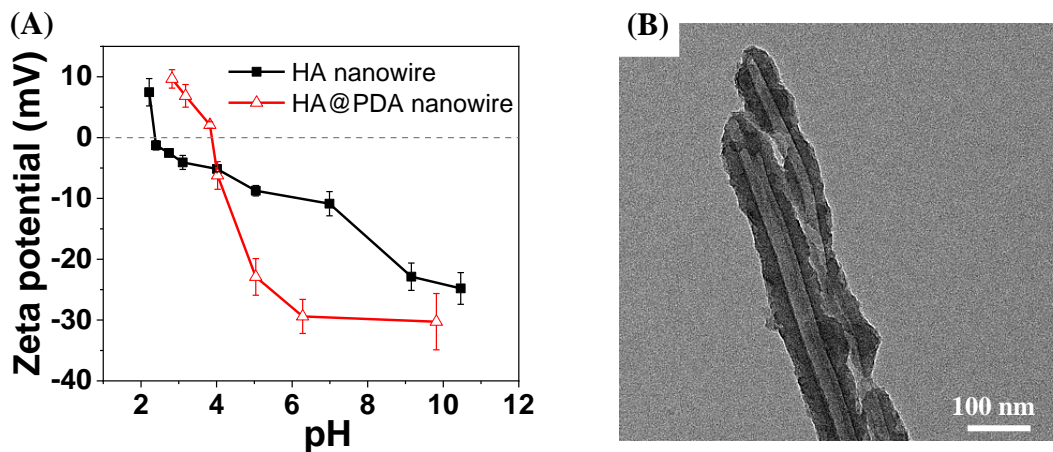 (A)
Zeta potential (mV)
10
0
-10
-20
-30
-40
HA nanowire
HA@PDA nanowire
2
4
6
8
10
12
pH
(B)
100 nm